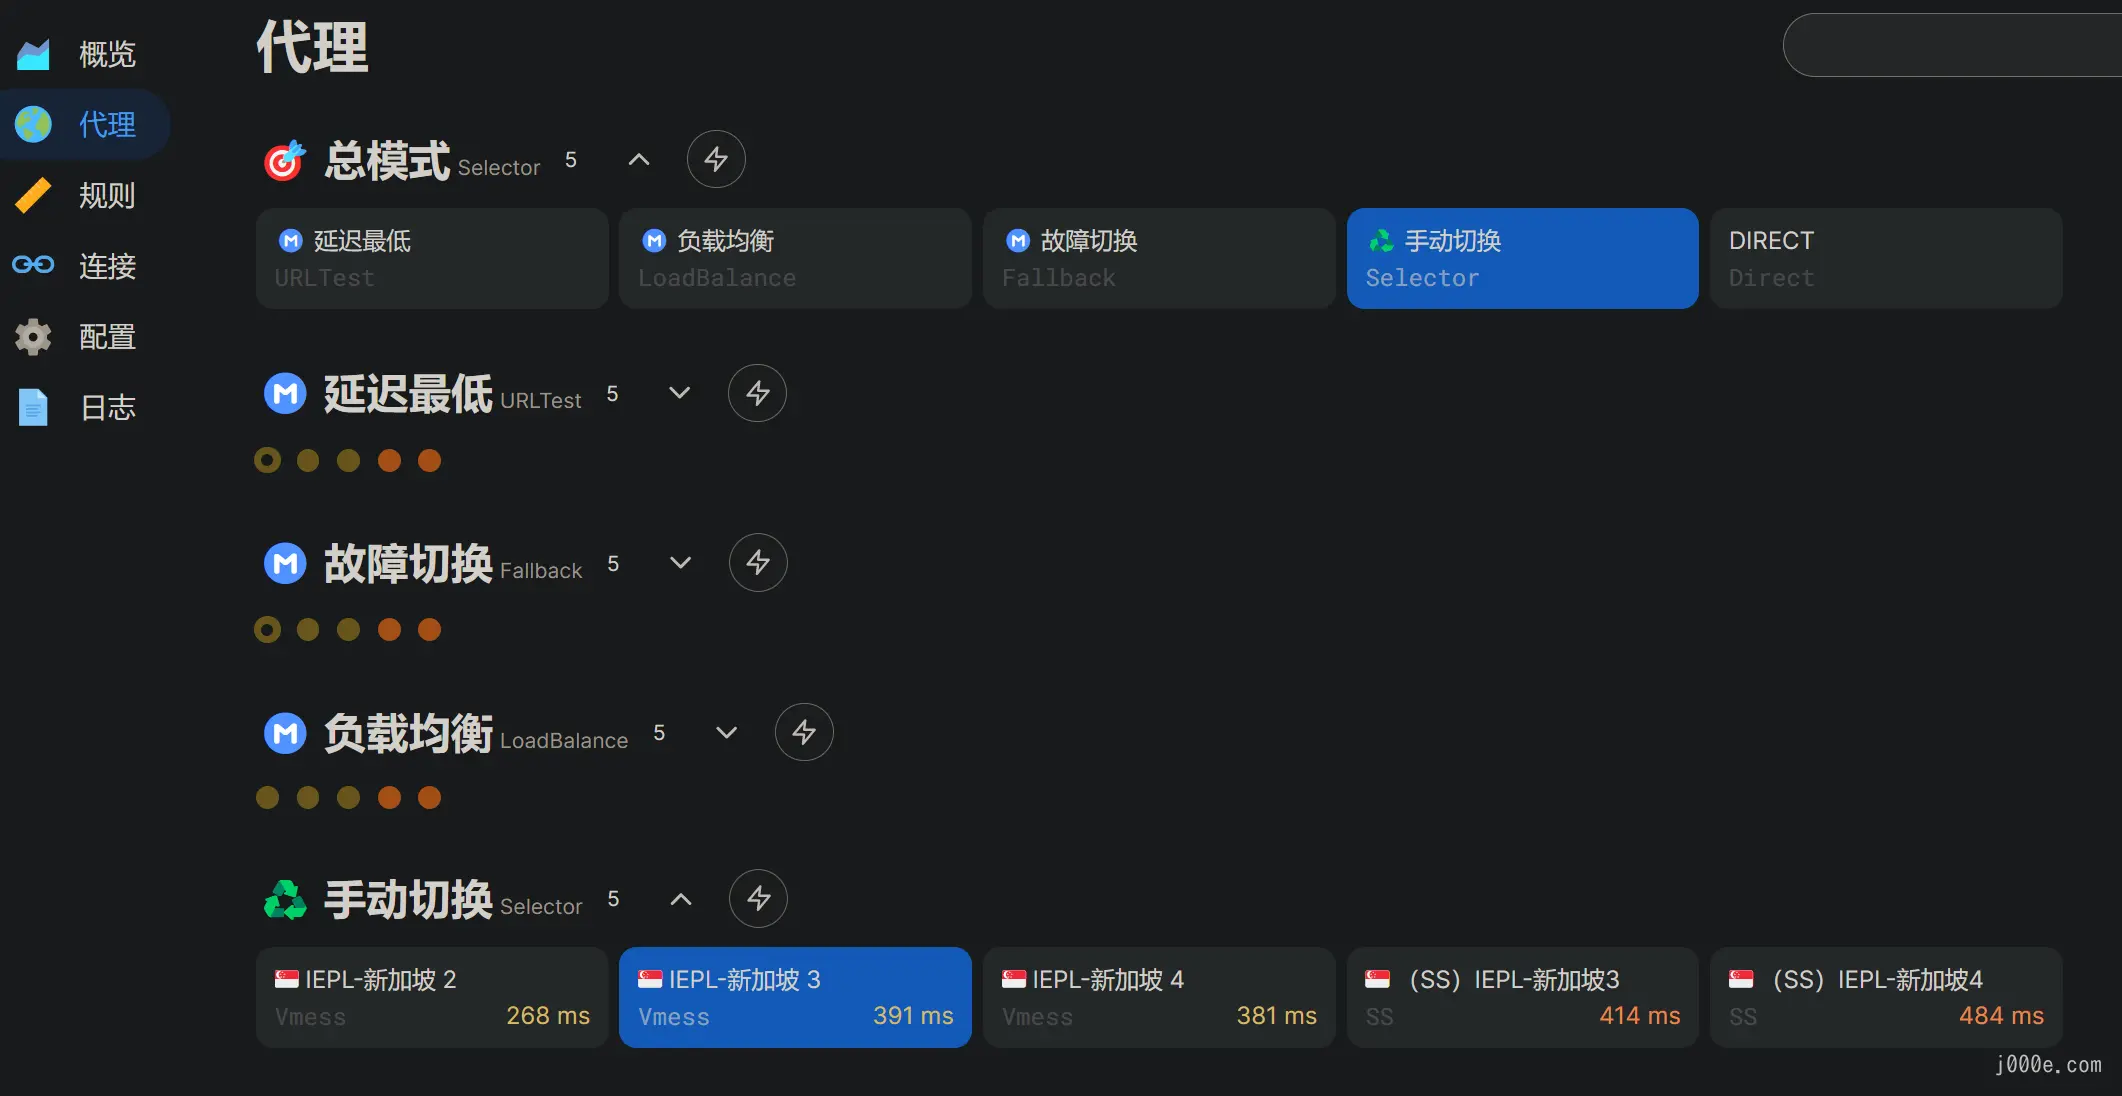 概览
代理
规则
连接
配置
日志
代理
总模式 Selector 5
延迟最低
URLTest
负载均衡
LoadBalance
故障切换
Fallback
手动切换
Selector
DIRECT
Direct
延迟最低 URLTest 5
故障切换 Fallback 5
负载均衡 LoadBalance 5
手动切换 Selector 5
IEPL-新加坡 2
Vmess 268 ms
IEPL-新加坡 3
Vmess 391 ms
IEPL-新加坡 4
Vmess 381 ms
（SS）IEPL-新加坡3
SS 414 ms
（SS）IEPL-新加坡4
SS 484 ms
j000e.com